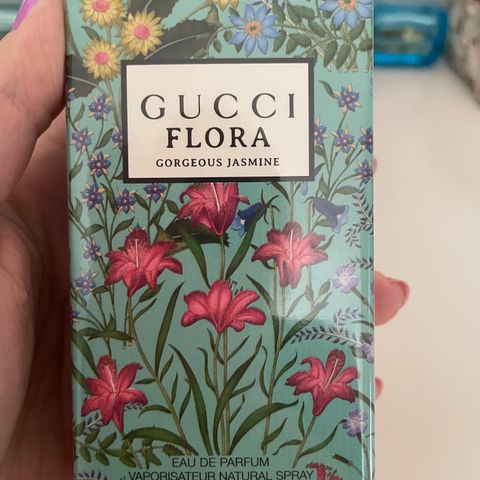 GUCCI
FLORA
GORGEOUS JASMINE
EAU DE PARFUM
VAPORISATEUR NATURAL SPRAY